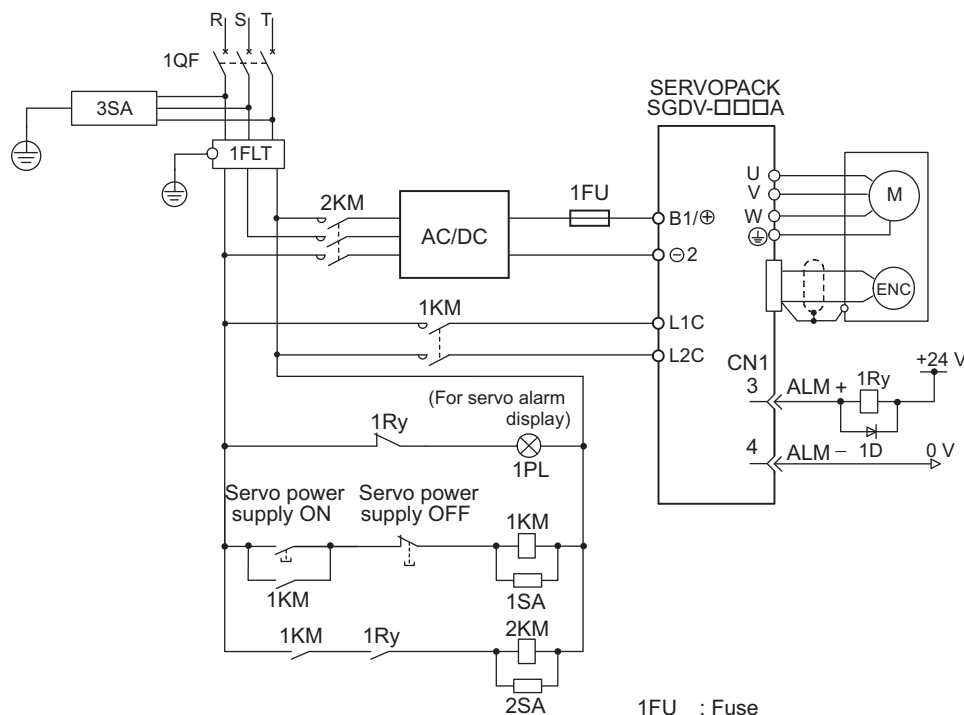 R S T
1QF
3SA
1FLT
SERVOPACK
SGDV-□□□A
2KM
AC/DC
1FU
B1/⊕
⊖2
U
V
W
M
ENC
1KM
L1C
L2C
CN1
3
ALM +
1Ry
+24 V
1D
4
ALM −
0 V
(For servo alarm
display)
1Ry
1PL
Servo power
supply ON
Servo power
supply OFF
1KM
1KM
1SA
1KM
1Ry
2KM
2SA
1FU : Fuse